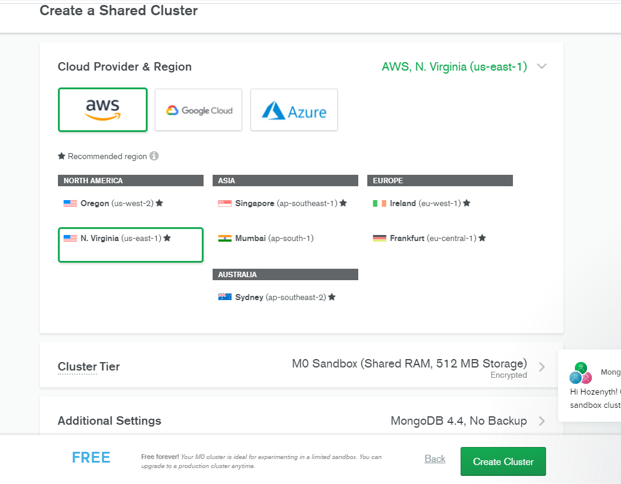 Create a Shared Cluster
Cloud Provider & Region
AWS, N. Virginia (us-east-1)
aws
Google Cloud
Azure
Recommended region
NORTH AMERICA
ASIA
EUROPE
Oregon (us-west-2)
Singapore (ap-southeast-1)
Ireland (eu-west-1)
N. Virginia (us-east-1)
Mumbai (ap-south-1)
Frankfurt (eu-central-1)
AUSTRALIA
Sydney (ap-southeast-2)
Cluster Tier
M0 Sandbox (Shared RAM, 512 MB Storage)
Encrypted
Mong
Hi Hozenyth!
sandbox clust
Additional Settings
MongoDB 4.4, No Backup
FREE
Free forever! Your M0 cluster is ideal for experimenting in a limited sandbox. You can
upgrade to a production cluster anytime.
Back
Create Cluster